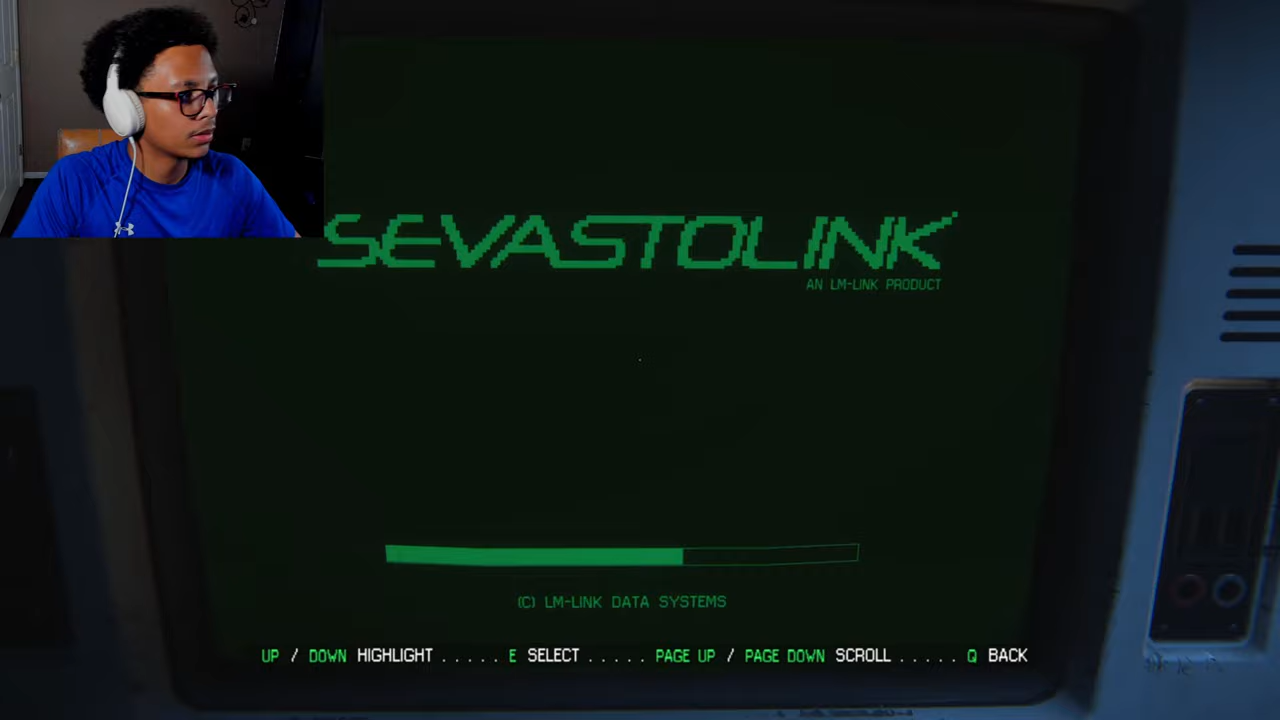 SEVASTOLINK
AN LM-LINK PRODUCT
(C) LM-LINK DATA SYSTEMS
UP / DOWN HIGHLIGHT ..... E SELECT ..... PAGE UP / PAGE DOWN SCROLL ..... Q BACK